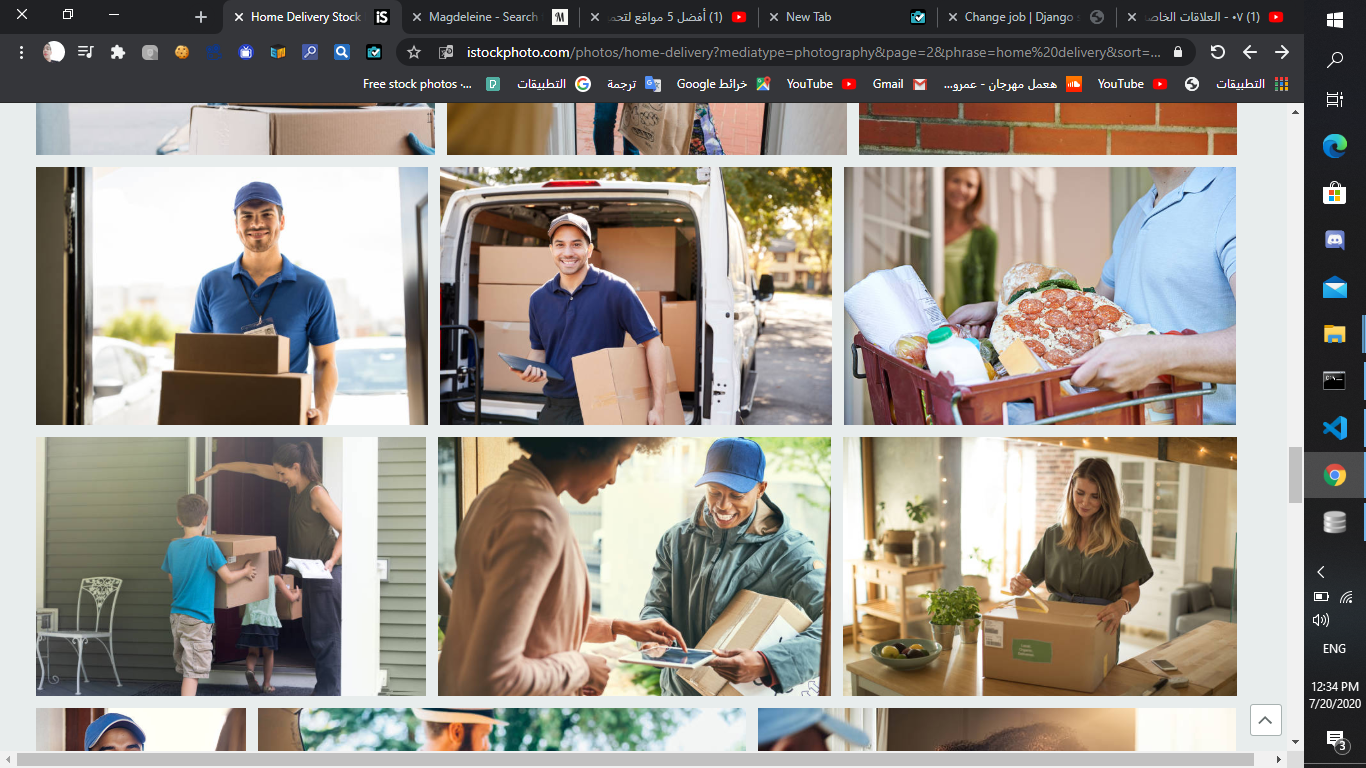 Home Delivery Stock
Magdeleine - Search
(1) أفضل 5 مواقع لتحم
New Tab
Change job | Django s
(1) ٠٧ - العلاقات الخاص
istockphoto.com/photos/home-delivery?mediatype=photography&page=2&phrase=home%20delivery&sort=...
Free stock photos -...
التطبيقات
ترجمة
خرائط Google
YouTube
Gmail
هعمل مهرجان - عمرو...
YouTube
التطبيقات
ENG
12:34 PM
7/20/2020
3